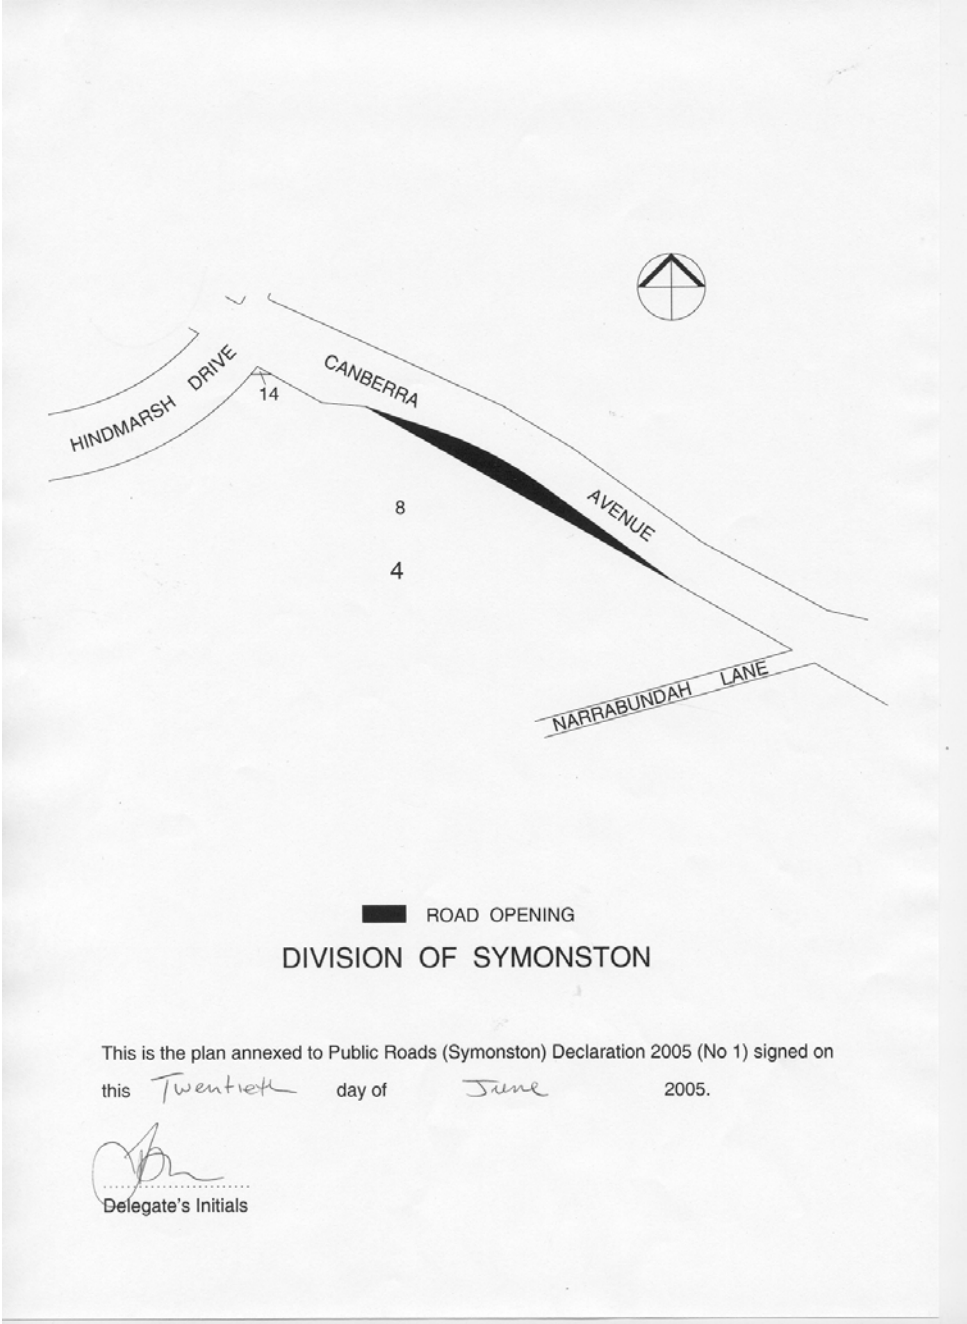 HINDMARSH DRIVE
14
CANBERRA
AVENUE
8
4
NARRABUNDAH LANE
ROAD OPENING
DIVISION OF SYMONSTON
This is the plan annexed to Public Roads (Symonston) Declaration 2005 (No 1) signed on
this Twentieth day of June 2005.
Delegate's Initials